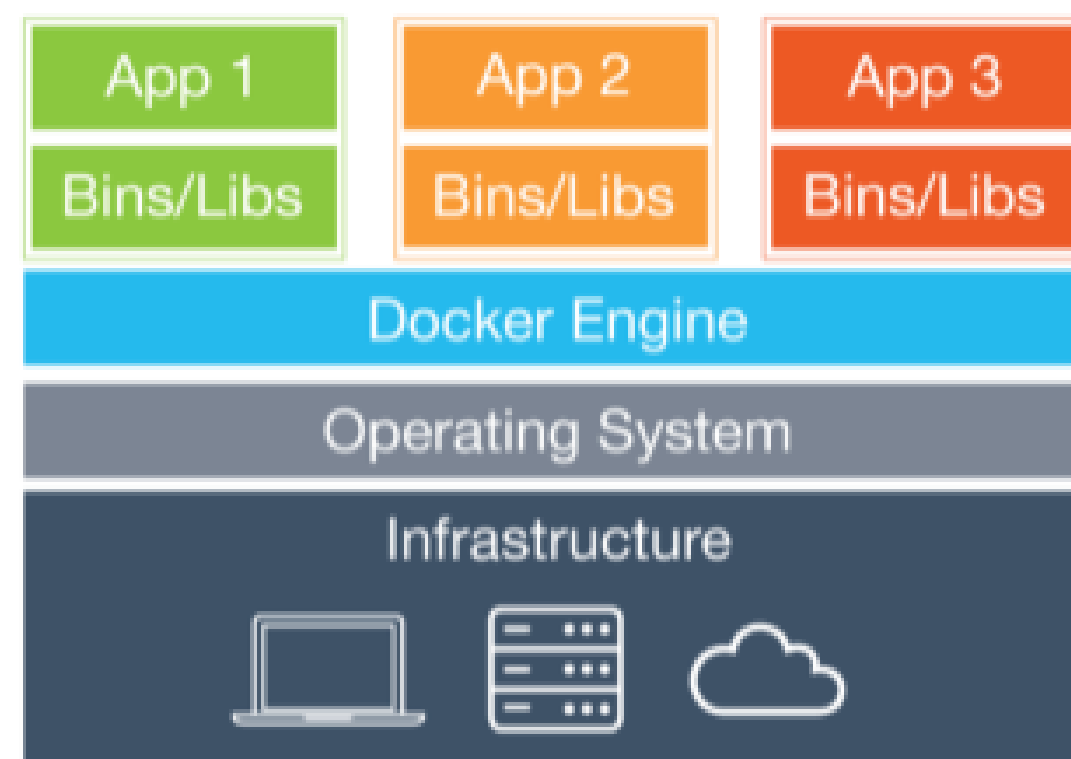 App 1
App 2
App 3
Bins/Libs
Bins/Libs
Bins/Libs
Docker Engine
Operating System
Infrastructure